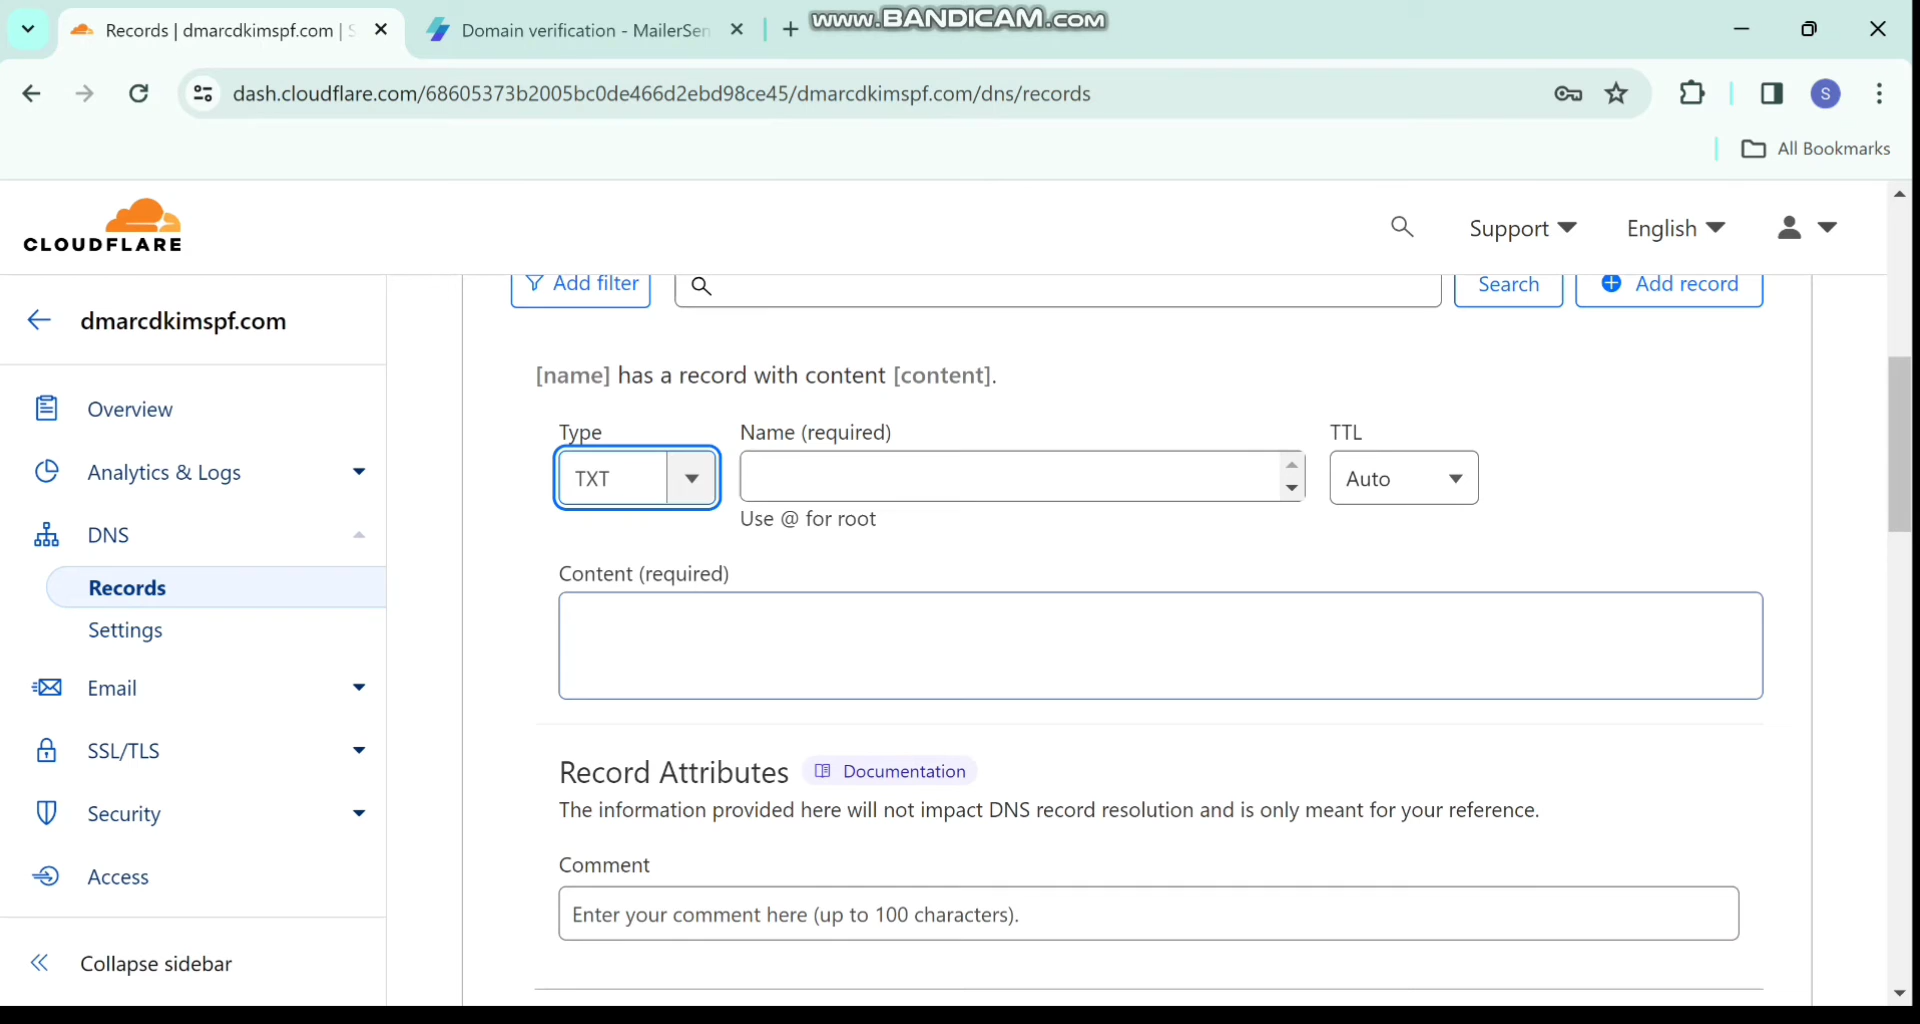 Records | dmarcdkimspf.com | S
Domain verification - MailerSen
www.BANDICAM.com
dash.cloudflare.com/68605373b2005bc0de466d2ebd98ce45/dmarcdkimspf.com/dns/records
S
All Bookmarks
CLOUDFLARE
Support
English
dmarcdkimspf.com
Overview
Analytics & Logs
DNS
Records
Settings
Email
SSL/TLS
Security
Access
Collapse sidebar
Add filter
Search
Add record
[name] has a record with content [content].
Type
Name (required)
TTL
TXT
Auto
Use @ for root
Content (required)
Record Attributes
Documentation
The information provided here will not impact DNS record resolution and is only meant for your reference.
Comment
Enter your comment here (up to 100 characters).